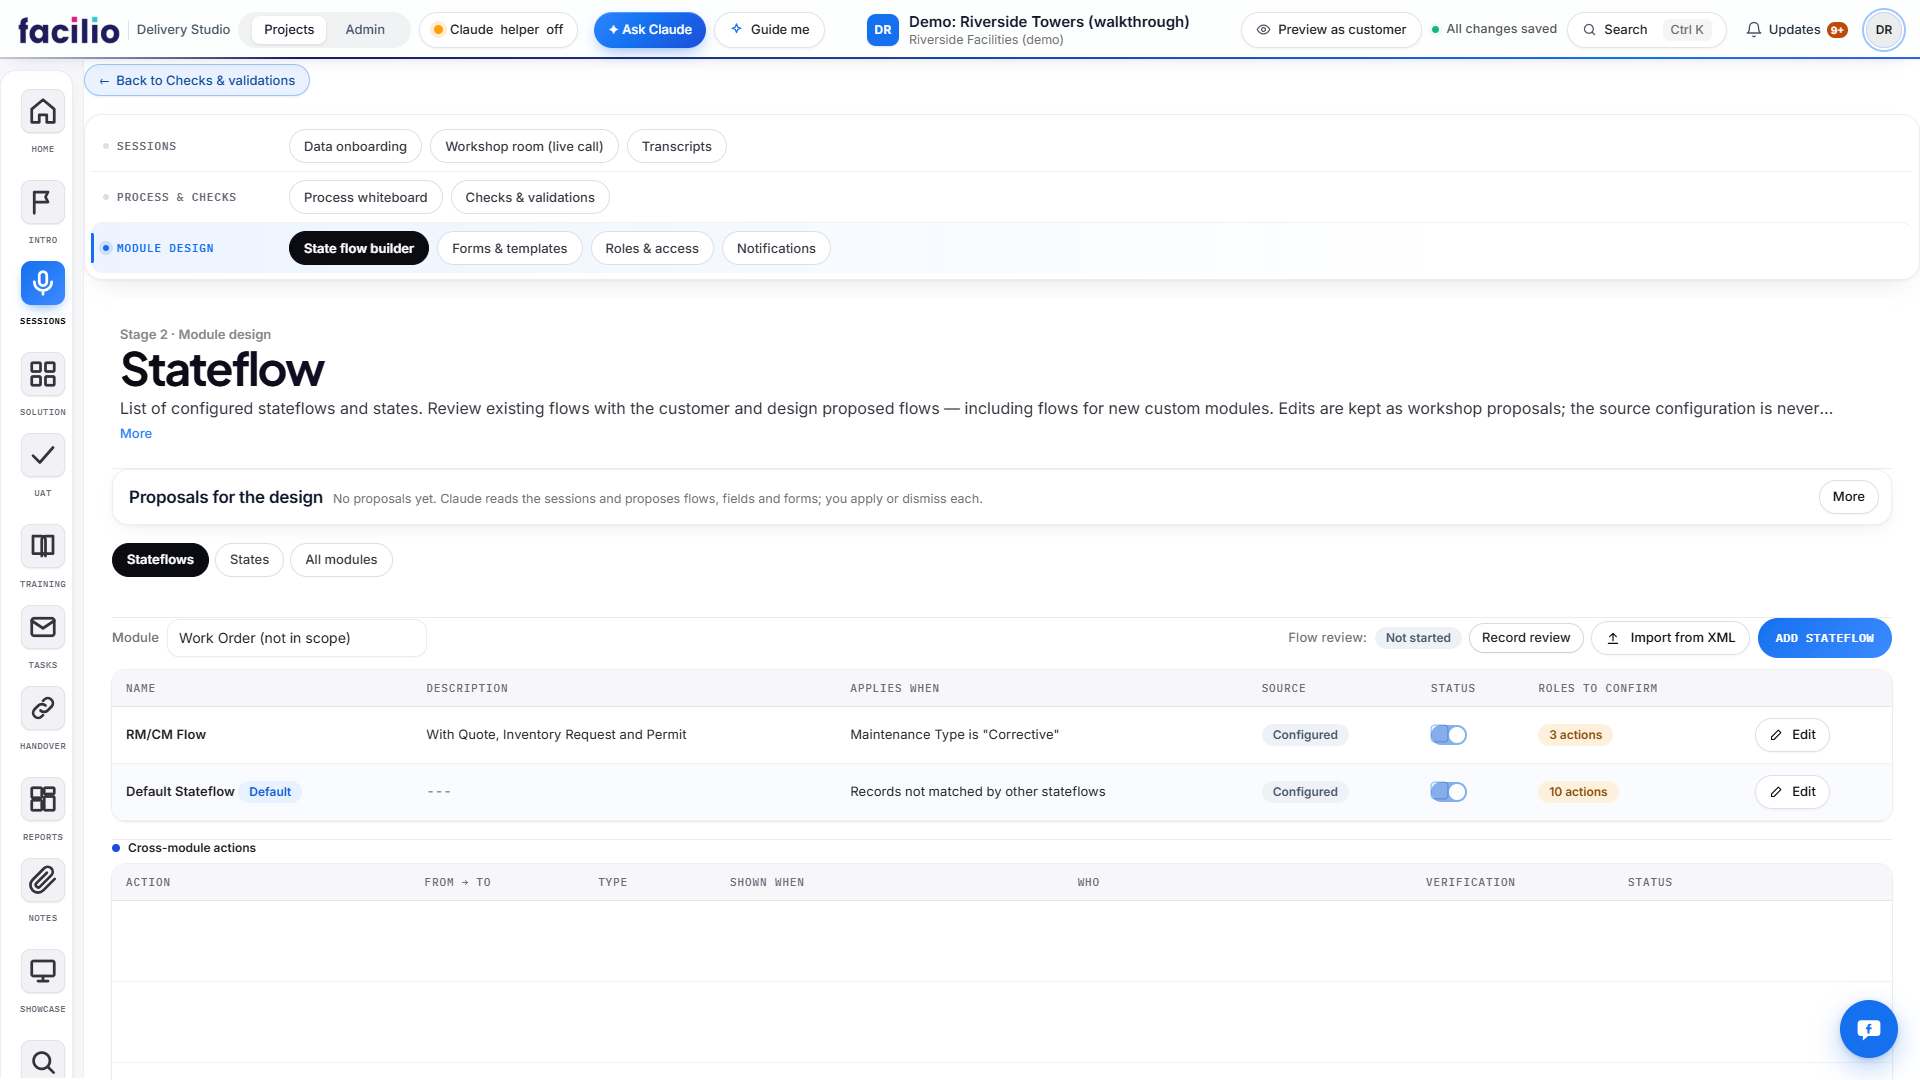 facilio
Delivery Studio
Projects
Admin
Claude helper off
✦ Ask Claude
Guide me
DR
Demo: Riverside Towers (walkthrough)
Riverside Facilities (demo)
Preview as customer
All changes saved
Search
Ctrl K
Updates
9+
DR
← Back to Checks & validations
HOME
INTRO
SESSIONS
SOLUTION
UAT
TRAINING
TASKS
HANDOVER
REPORTS
NOTES
SHOWCASE
SESSIONS
Data onboarding
Workshop room (live call)
Transcripts
PROCESS & CHECKS
Process whiteboard
Checks & validations
MODULE DESIGN
State flow builder
Forms & templates
Roles & access
Notifications
Stage 2 · Module design
Stateflow
List of configured stateflows and states. Review existing flows with the customer and design proposed flows — including flows for new custom modules. Edits are kept as workshop proposals; the source configuration is never...
More
Proposals for the design
No proposals yet. Claude reads the sessions and proposes flows, fields and forms; you apply or dismiss each.
More
Stateflows
States
All modules
Module
Work Order (not in scope)
Flow review:
Not started
Record review
Import from XML
ADD STATEFLOW
NAME
DESCRIPTION
APPLIES WHEN
SOURCE
STATUS
ROLES TO CONFIRM
RM/CM Flow
With Quote, Inventory Request and Permit
Maintenance Type is "Corrective"
Configured
3 actions
Edit
Default Stateflow
Default
---
Records not matched by other stateflows
Configured
10 actions
Edit
Cross-module actions
ACTION
FROM → TO
TYPE
SHOWN WHEN
WHO
VERIFICATION
STATUS